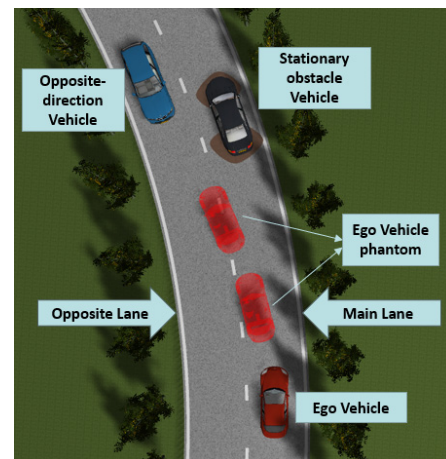 Opposite-
direction
Vehicle
Stationary
obstacle
Vehicle
Ego Vehicle
phantom
Opposite Lane
Main Lane
Ego Vehicle